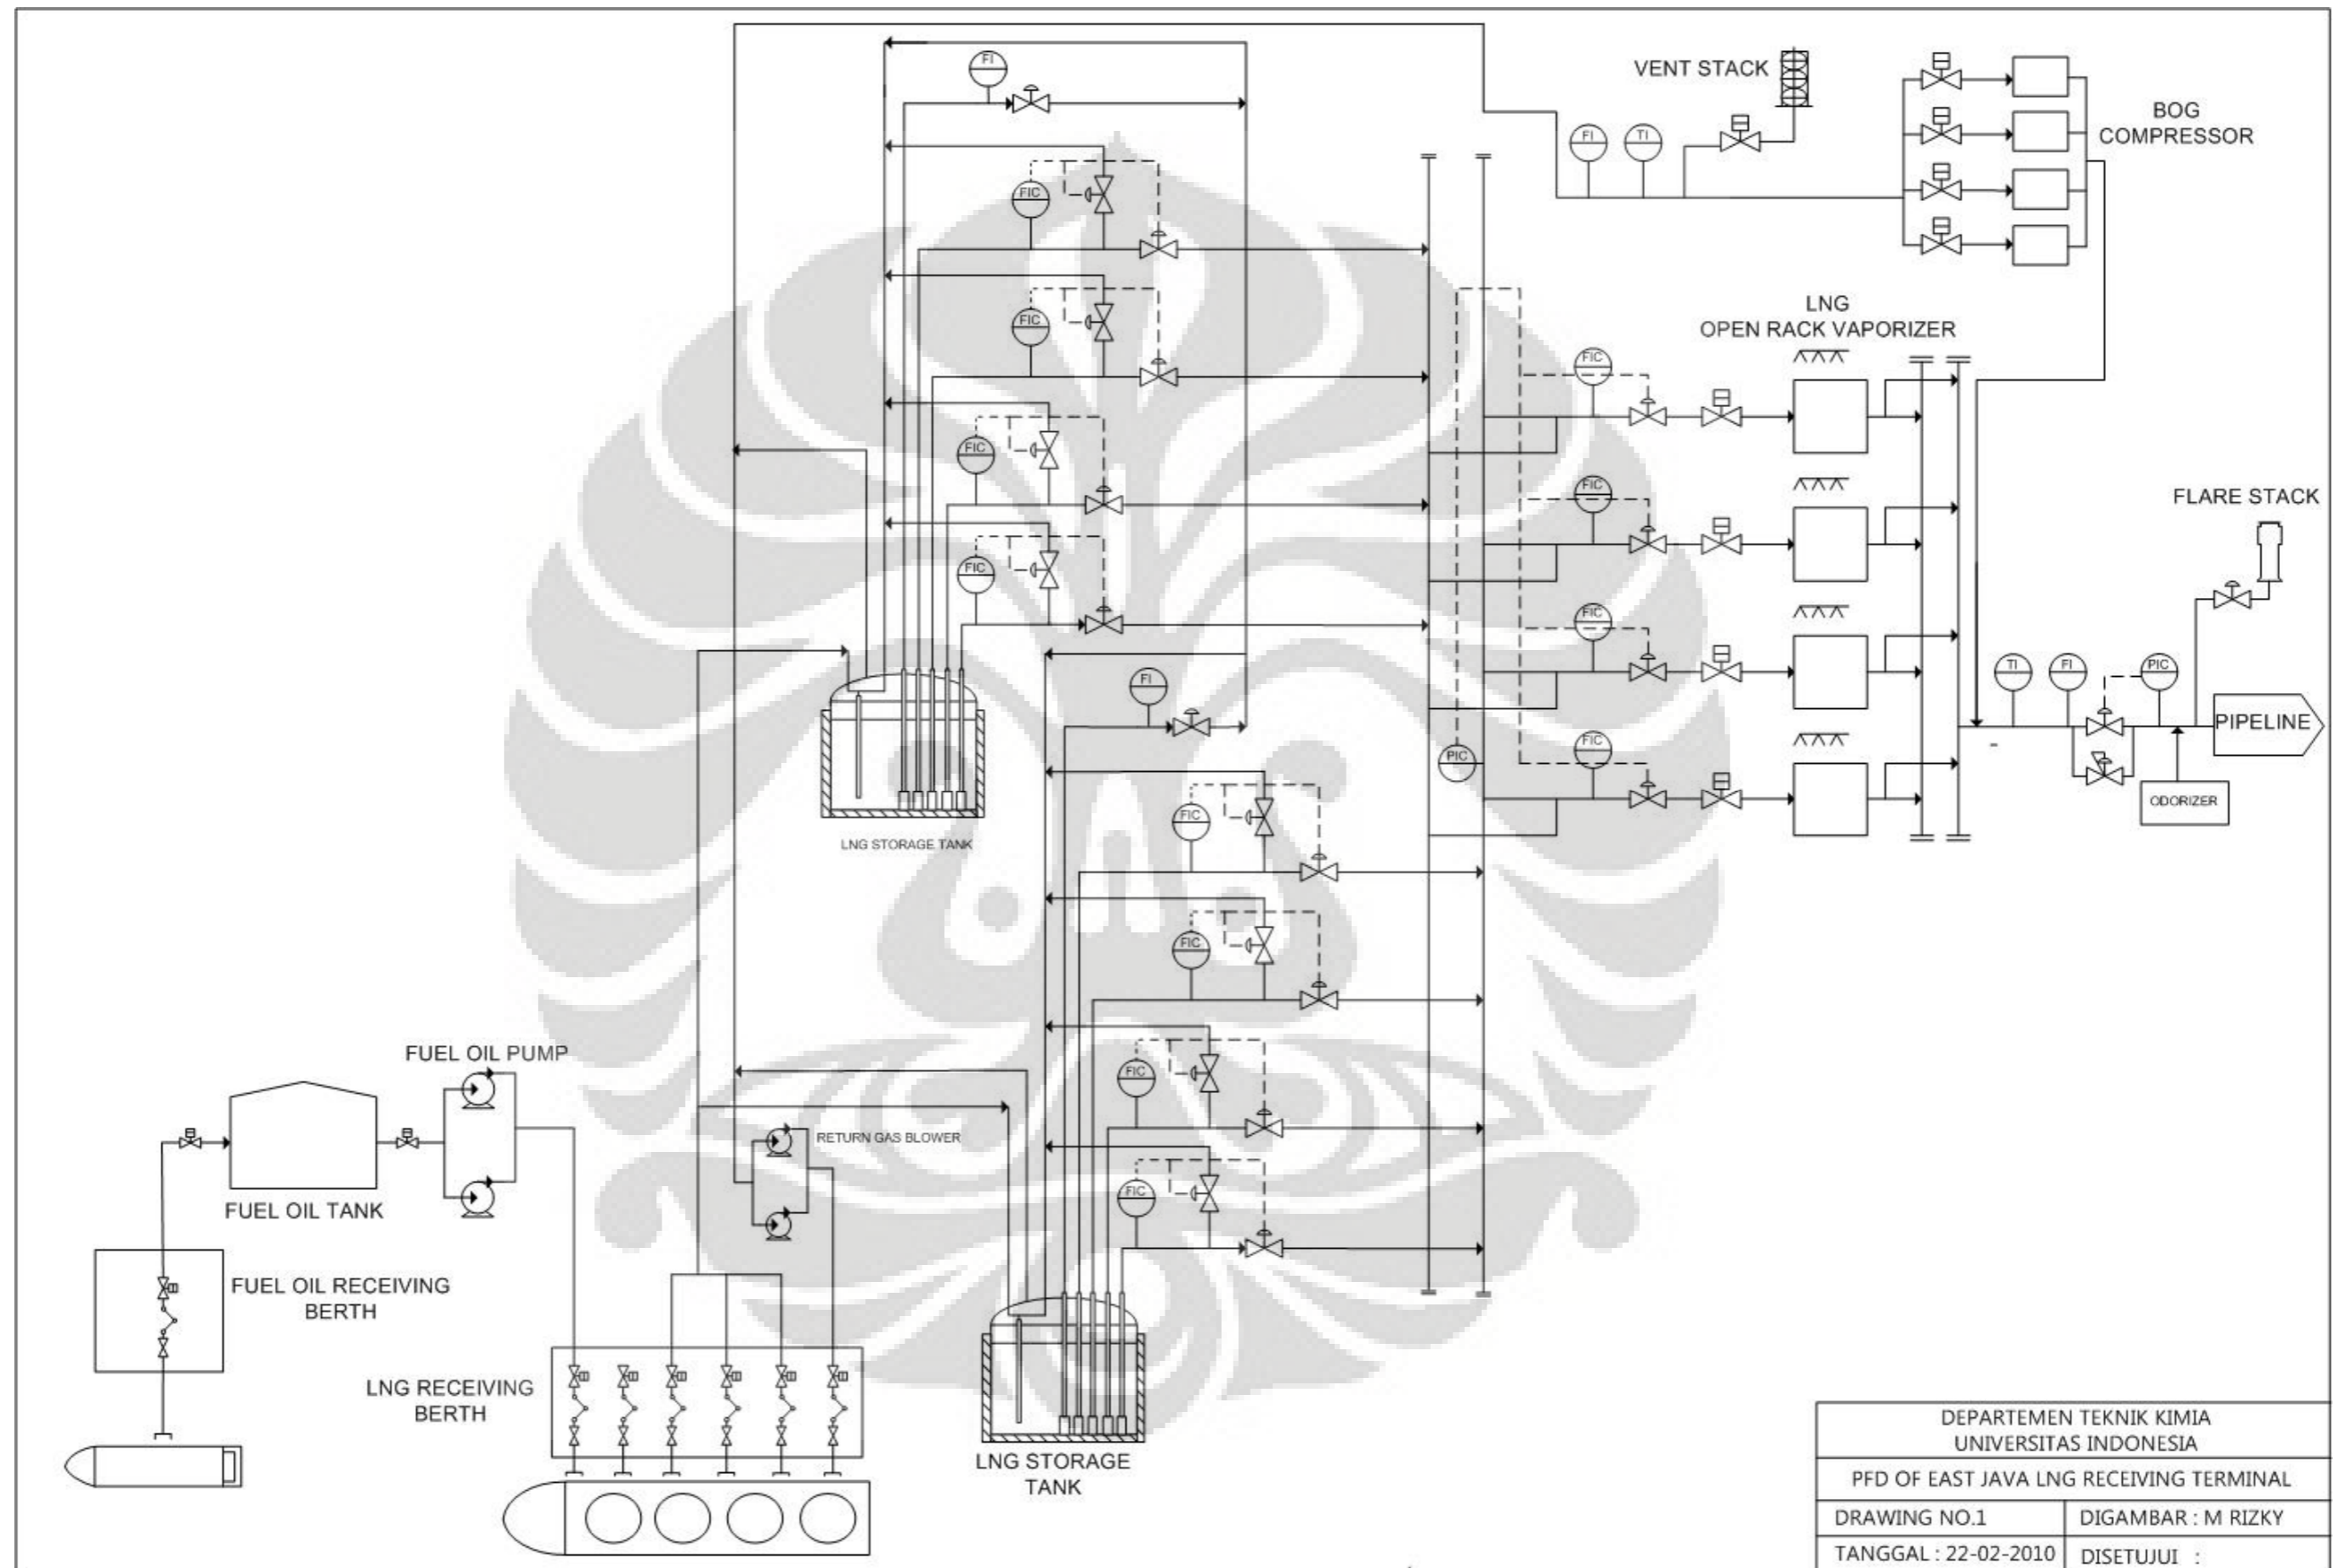 FI
VENT STACK
BOG
COMPRESSOR
FI
TI
FIC
FIC
LNG
OPEN RACK VAPORIZER
FIC
FIC
FIC
FLARE STACK
FIC
FIC
FIC
TI
FI
PIC
FI
PIPELINE
PIC
FIC
ODORIZER
FIC
LNG STORAGE TANK
FIC
FUEL OIL PUMP
FIC
RETURN GAS BLOWER
FIC
FUEL OIL TANK
FUEL OIL RECEIVING
BERTH
LNG RECEIVING
BERTH
LNG STORAGE
TANK
DEPARTEMEN TEKNIK KIMIA
UNIVERSITAS INDONESIA
PFD OF EAST JAVA LNG RECEIVING TERMINAL
DRAWING NO.1
DIGAMBAR : M RIZKY
TANGGAL : 22-02-2010
DISETUJUI :